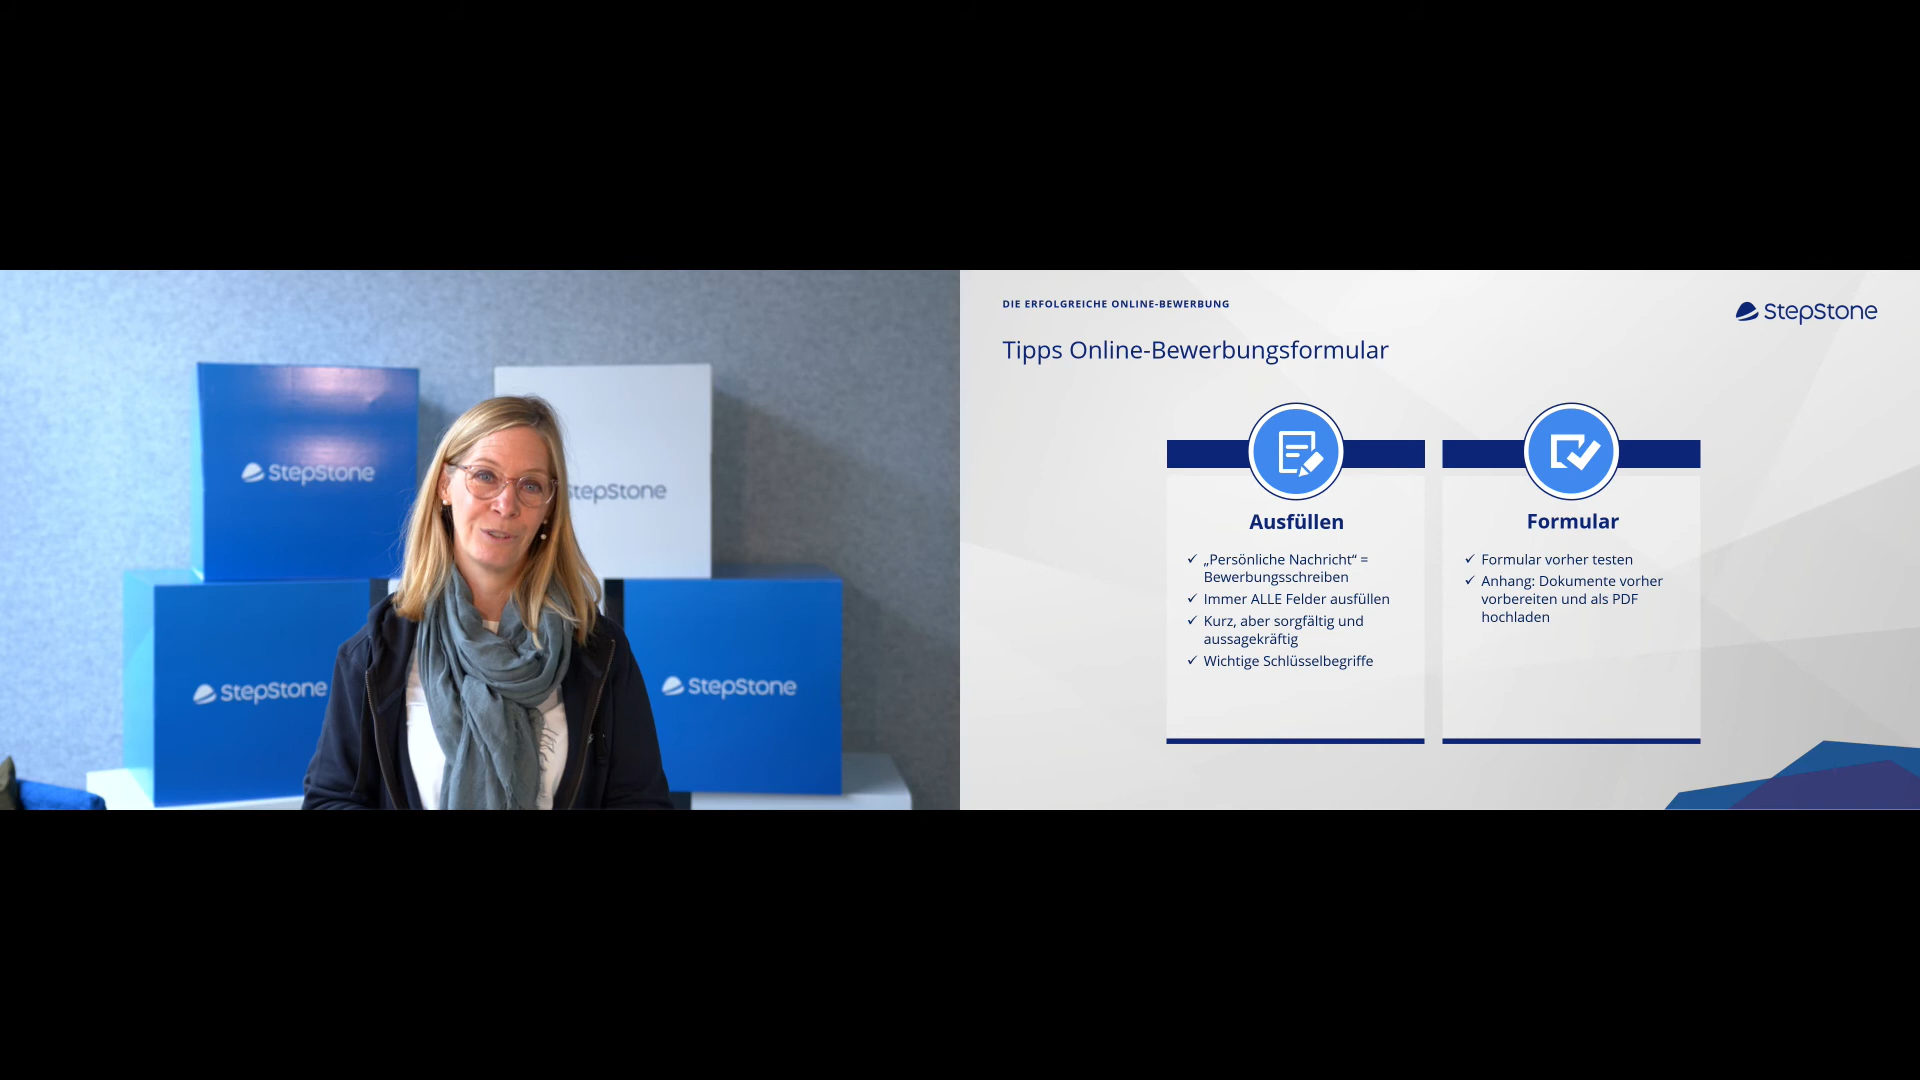 StepStone
tepStone
StepStone
StepStone
DIE ERFOLGREICHE ONLINE-BEWERBUNG
StepStone
Tipps Online-Bewerbungsformular
Ausfüllen
✓ „Persönliche Nachricht“ =
Bewerbungsschreiben
✓ Immer ALLE Felder ausfüllen
✓ Kurz, aber sorgfältig und
aussagekräftig
✓ Wichtige Schlüsselbegriffe
Formular
✓ Formular vorher testen
✓ Anhang: Dokumente vorher
vorbereiten und als PDF
hochladen